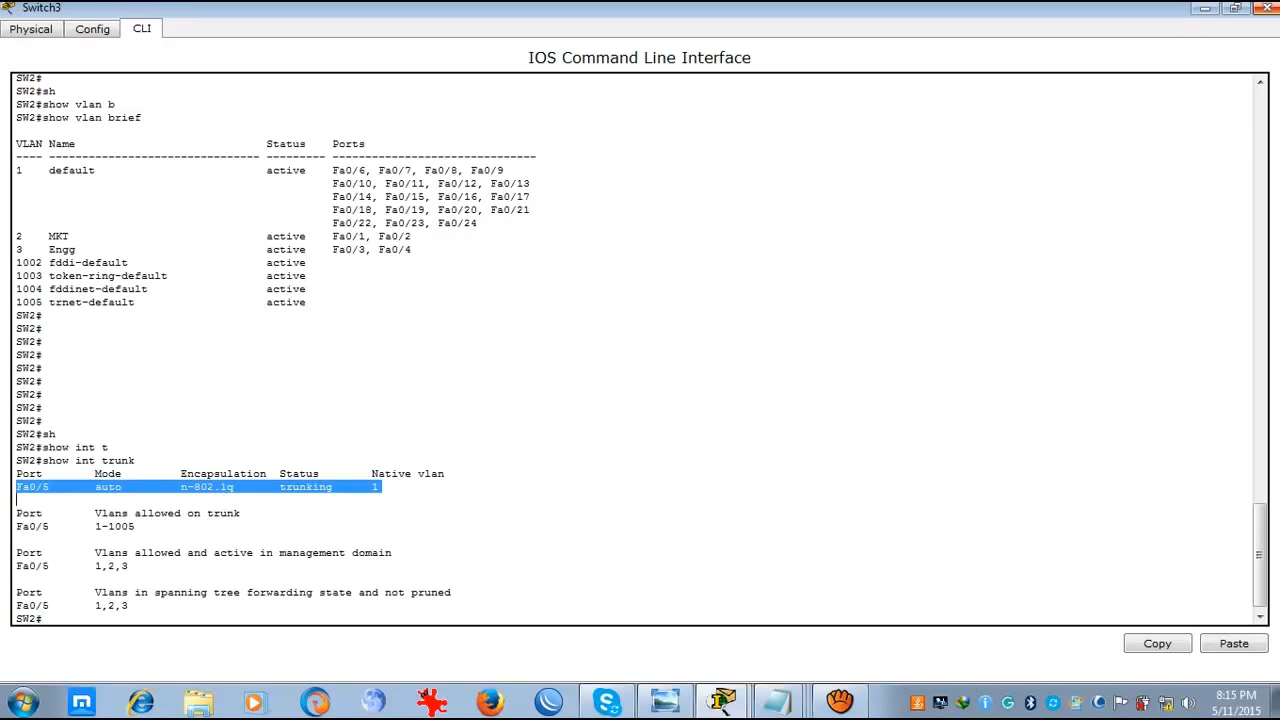 Switch3
Physical Config CLI
IOS Command Line Interface
SW2#
SW2#sh
SW2#show vlan b
SW2#show vlan brief
VLAN Name Status Ports
---- -------------------------------- --------- -------------------------------
1 default active Fa0/6, Fa0/7, Fa0/8, Fa0/9
Fa0/10, Fa0/11, Fa0/12, Fa0/13
Fa0/14, Fa0/15, Fa0/16, Fa0/17
Fa0/18, Fa0/19, Fa0/20, Fa0/21
Fa0/22, Fa0/23, Fa0/24
2 MKT active Fa0/1, Fa0/2
3 Engg active Fa0/3, Fa0/4
1002 fddi-default active
1003 token-ring-default active
1004 fddinet-default active
1005 trnet-default active
SW2#
SW2#
SW2#
SW2#
SW2#
SW2#
SW2#
SW2#
SW2#
SW2#sh
SW2#show int t
SW2#show int trunk
Port Mode Encapsulation Status Native vlan
Fa0/5 auto n-802.1q trunking 1
Port Vlans allowed on trunk
Fa0/5 1-1005
Port Vlans allowed and active in management domain
Fa0/5 1,2,3
Port Vlans in spanning tree forwarding state and not pruned
Fa0/5 1,2,3
SW2#
Copy Paste
8:15 PM
5/11/2015